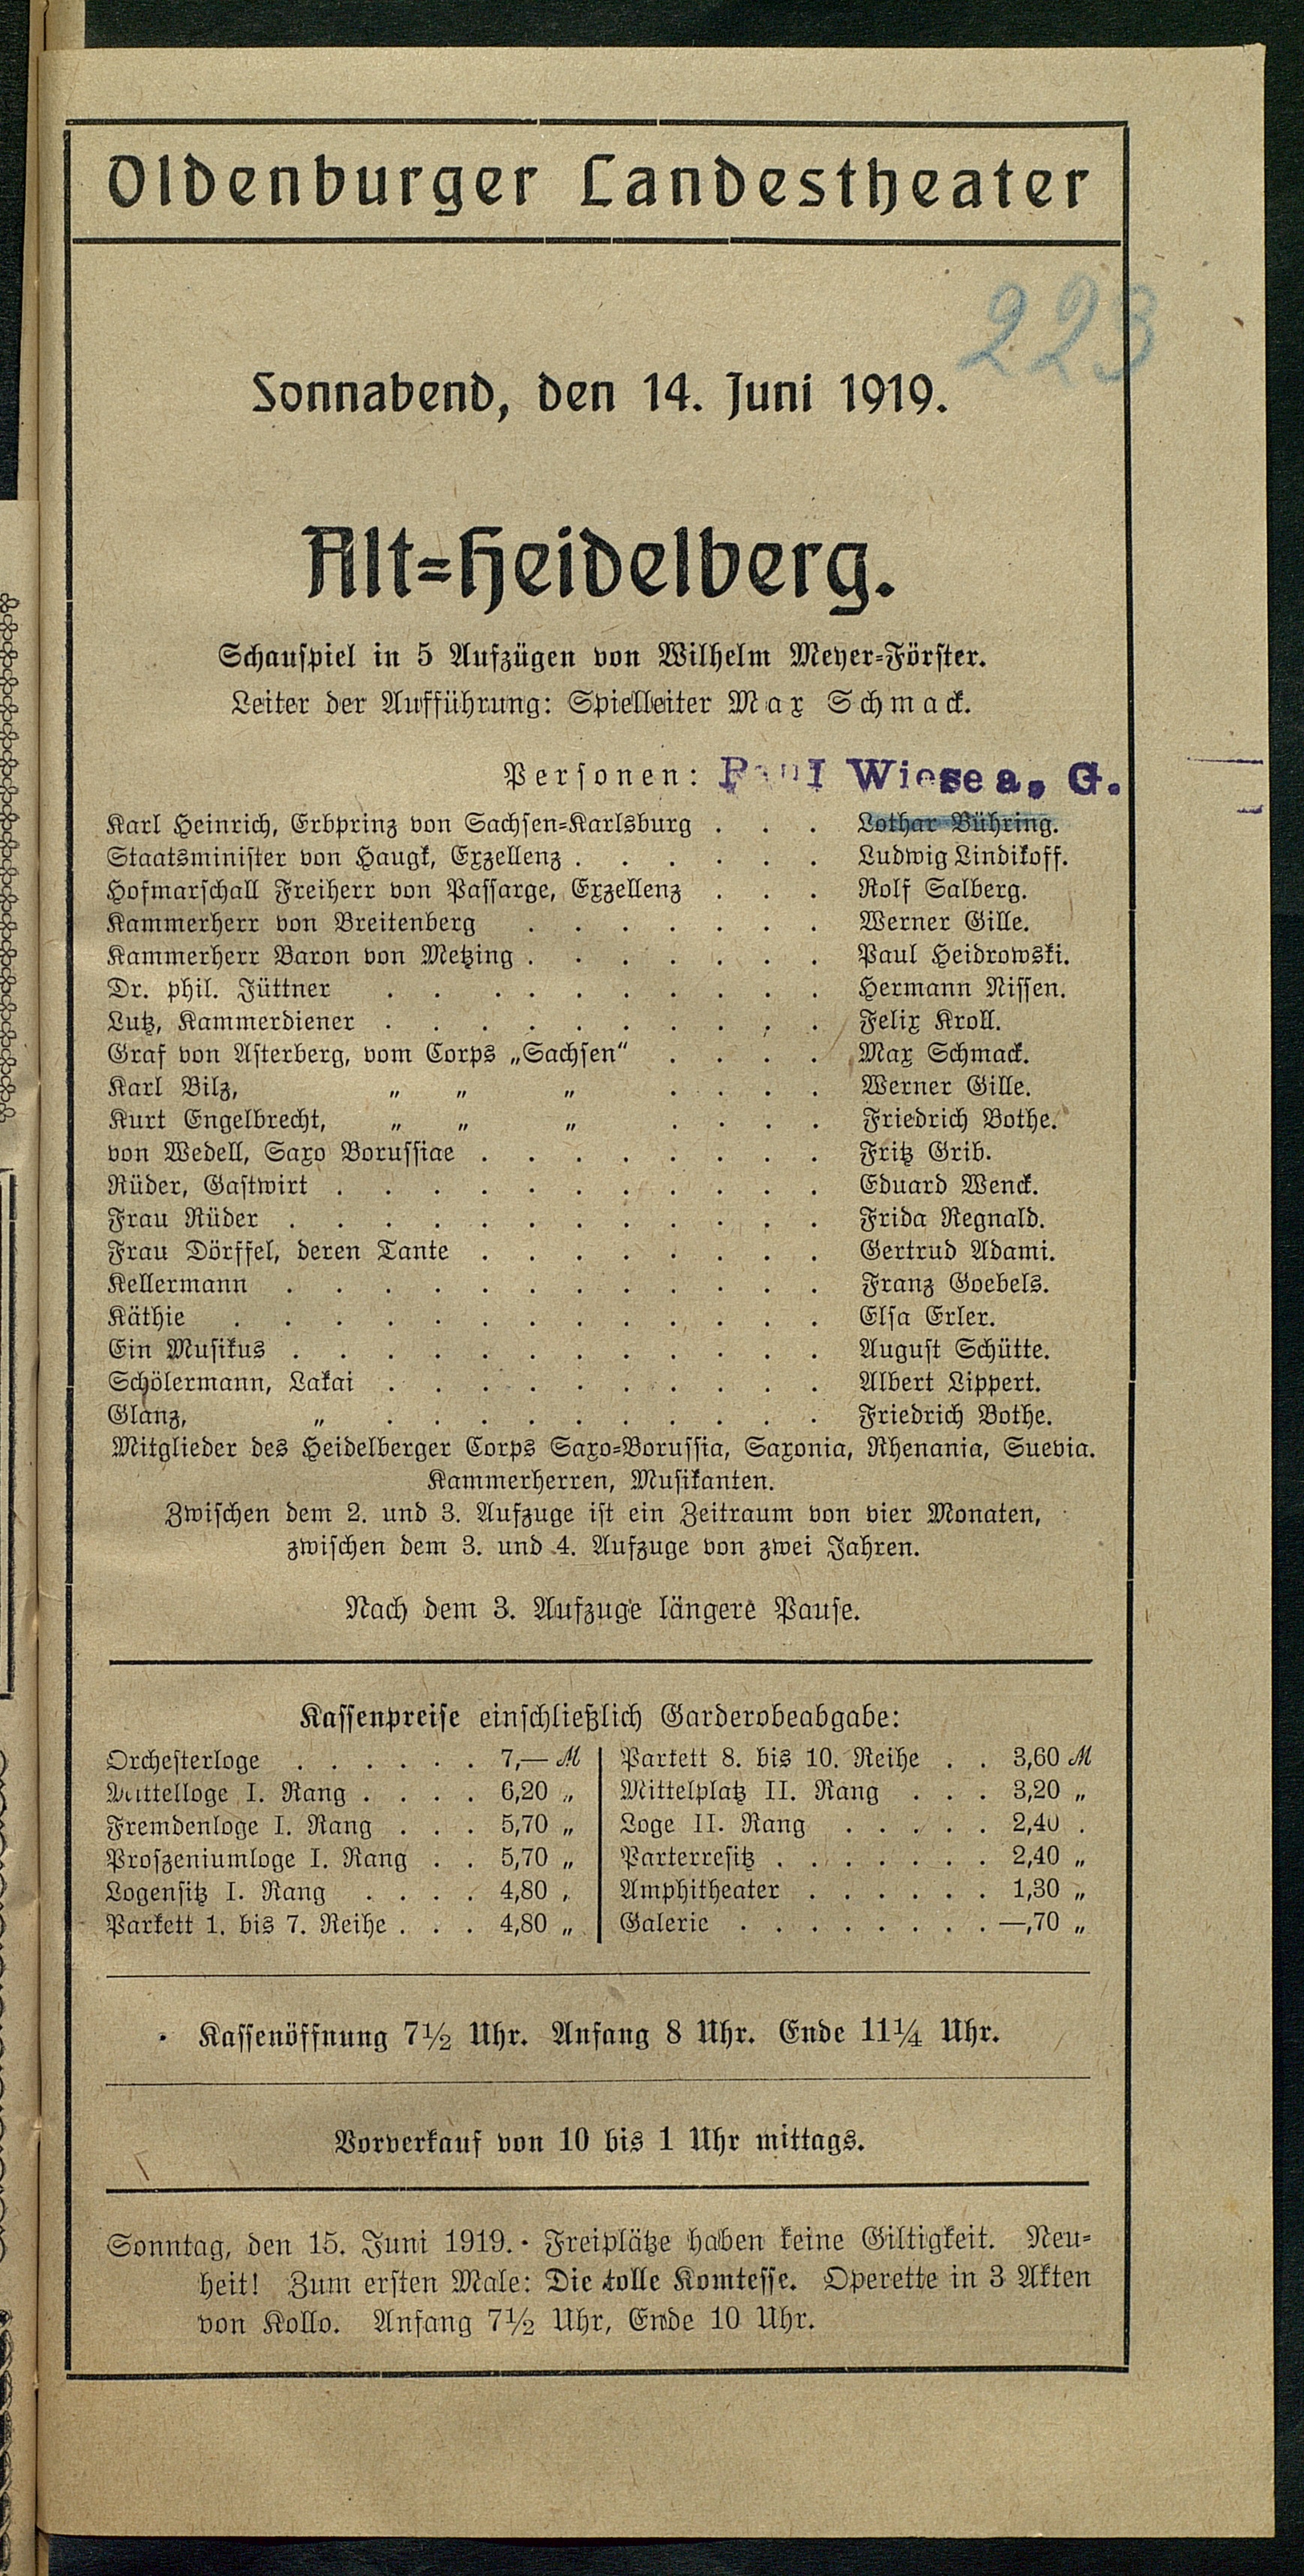 Oldenburger Landestheater
223
Sonnabend, den 14. Juni 1919.
Alt=Heidelberg.
Schauspiel in 5 Aufzügen von Wilhelm Meyer=Förster.
Leiter der Aufführung: Spielleiter Max Schmack.
Personen: Paul Wiese a. G.
Karl Heinrich, Erbprinz von Sachsen=Karlsburg . . . Lothar Bühring.
Staatsminister von Haugk, Exzellenz . . . . . . Ludwig Lindikoff.
Hofmarschall Freiherr von Passarge, Exzellenz . . . Rolf Salberg.
Kammerherr von Breitenberg . . . . . . . Werner Gille.
Kammerherr Baron von Metzing . . . . . . . Paul Heidrowski.
Dr. phil. Jüttner . . . . . . . . . . Hermann Nissen.
Lutz, Kammerdiener . . . . . . . . . . Felix Kroll.
Graf von Asterberg, vom Corps „Sachsen“ . . . . Max Schmack.
Karl Bilz, „ „ „ . . . . Werner Gille.
Kurt Engelbrecht, „ „ „ . . . . Friedrich Bothe.
von Wedell, Saxo Borussiae . . . . . . . . Fritz Grib.
Rüder, Gastwirt . . . . . . . . . . . Eduard Wenck.
Frau Rüder . . . . . . . . . . . . Frida Regnald.
Frau Dörffel, deren Tante . . . . . . . . Gertrud Adami.
Kellermann . . . . . . . . . . . . Franz Goebels.
Käthie . . . . . . . . . . . . . Elsa Erler.
Ein Musikus . . . . . . . . . . . . August Schütte.
Schölermann, Lakai . . . . . . . . . . Albert Lippert.
Glanz, „ . . . . . . . . . . Friedrich Bothe.
Mitglieder des Heidelberger Corps Saxo=Borussia, Saxonia, Rhenania, Suevia.
Kammerherren, Musikanten.
Zwischen dem 2. und 3. Aufzuge ist ein Zeitraum von vier Monaten,
zwischen dem 3. und 4. Aufzuge von zwei Jahren.
Nach dem 3. Aufzuge längere Pause.
Kassenpreise einschließlich Garderobeabgabe:
Orchesterloge . . . . . . 7,— M
Mittelloge I. Rang . . . . 6,20 „
Fremdenloge I. Rang . . . 5,70 „
Proszeniumloge I. Rang . . 5,70 „
Logensitz I. Rang . . . . 4,80 „
Parkett 1. bis 7. Reihe . . . 4,80 „
Parkett 8. bis 10. Reihe . . 3,60 M
Mittelplatz II. Rang . . . 3,20 „
Loge II. Rang . . . . . 2,40 .
Parterresitz . . . . . . . 2,40 „
Amphitheater . . . . . . 1,30 „
Galerie . . . . . . . . —,70 „
Kassenöffnung 7½ Uhr. Anfang 8 Uhr. Ende 11¼ Uhr.
Vorverkauf von 10 bis 1 Uhr mittags.
Sonntag, den 15. Juni 1919. · Freiplätze haben keine Giltigkeit. Neu=
heit! Zum ersten Male: Die tolle Komtesse. Operette in 3 Akten
von Kollo. Anfang 7½ Uhr, Ende 10 Uhr.